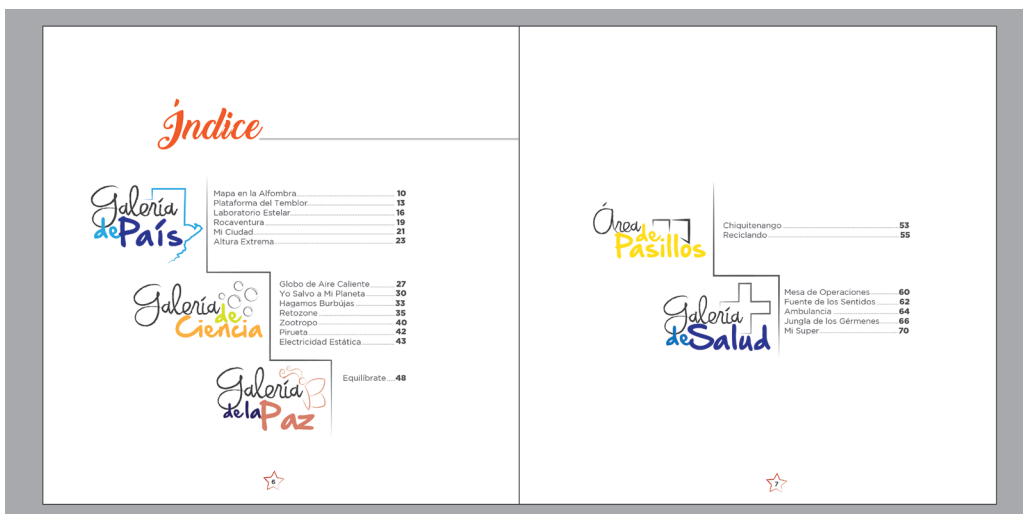 Índice
Galería
de País
Mapa en la Alfombra 10
Plataforma del Temblor 13
Laboratorio Estelar 16
Rocaventura 19
Mi Ciudad 21
Altura Extrema 23
Galería
de
Ciencia
Globo de Aire Caliente 27
Yo Salvo a Mi Planeta 30
Hagamos Burbújas 33
Retozone 35
Zootropo 40
Pirueta 42
Electricidad Estática 43
Galería
de la Paz
Equilíbrate 48
6
Área
de
Pasillos
Chiquitenango 53
Reciclando 55
Galería
de Salud
Mesa de Operaciones 60
Fuente de los Sentidos 62
Ambulancia 64
Jungla de los Gérmenes 66
Mi Super 70
7